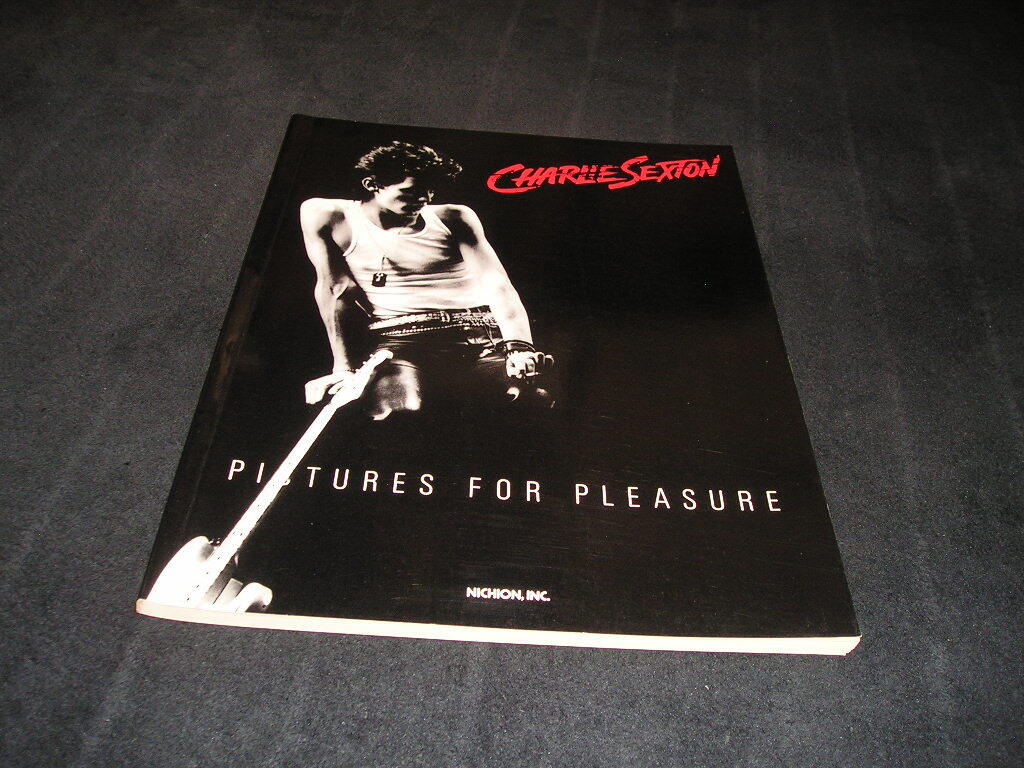 CHARLIE SEXTON
PICTURES FOR PLEASURE
NICHION, INC.